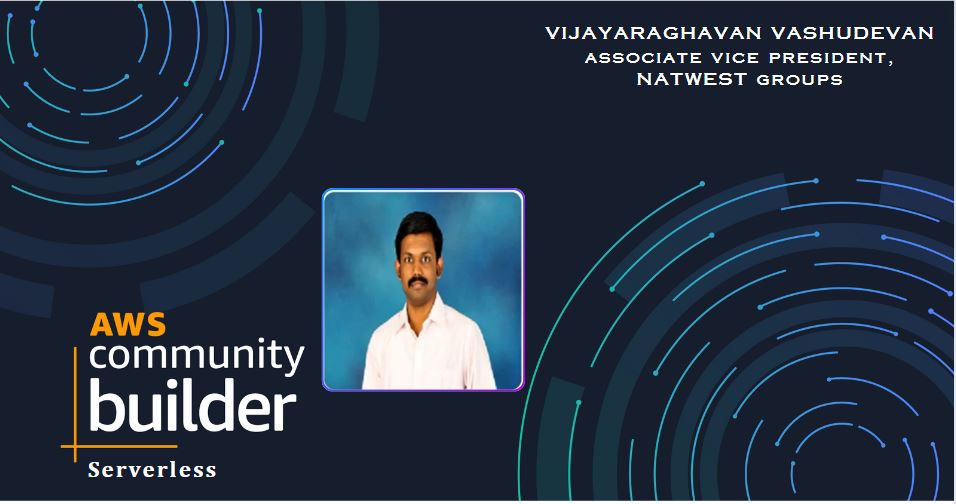 VIJAYARAGHAVAN VASHUDEVAN
ASSOCIATE VICE PRESIDENT,
NATWEST GROUPS
AWS
community
builder
Serverless